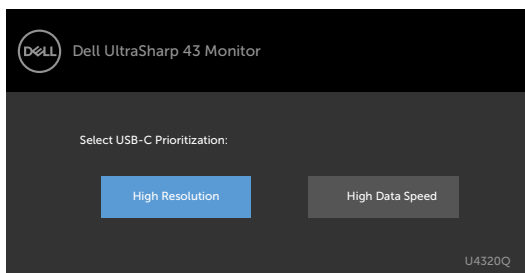 DELL Dell UltraSharp 43 Monitor
Select USB-C Prioritization:
High Resolution High Data Speed
U4320Q